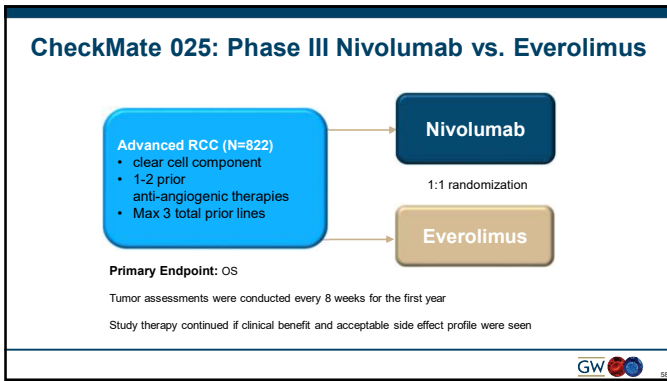 CheckMate 025: Phase III Nivolumab vs. Everolimus
Advanced RCC (N=822)
• clear cell component
• 1-2 prior
anti-angiogenic therapies
• Max 3 total prior lines
Nivolumab
1:1 randomization
Everolimus
Primary Endpoint: OS
Tumor assessments were conducted every 8 weeks for the first year
Study therapy continued if clinical benefit and acceptable side effect profile were seen
GW